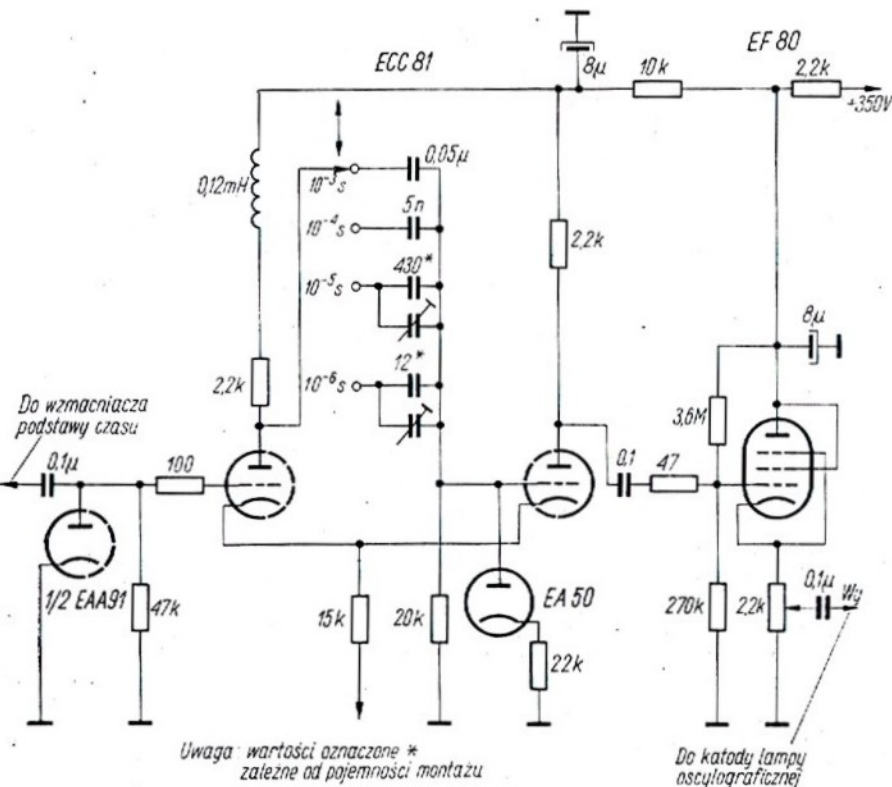 ECC 81
8μ
EF 80
10k
2,2k
+350V
0,12mH
10⁻³s
0,05μ
10⁻⁴s
5n
2,2k
10⁻⁵s
430*
8μ
10⁻⁶s
12*
2,2k
3,6M
Do wzmacniacza
podstawy czasu
0,1μ
100
0,1
47
1/2 EAA91
47k
15k
20k
EA 50
22k
270k
2,2k
0,1μ
Wy
Uwaga: wartości oznaczone *
zależne od pojemności montażu
Do katody lampy
oscylograficznej